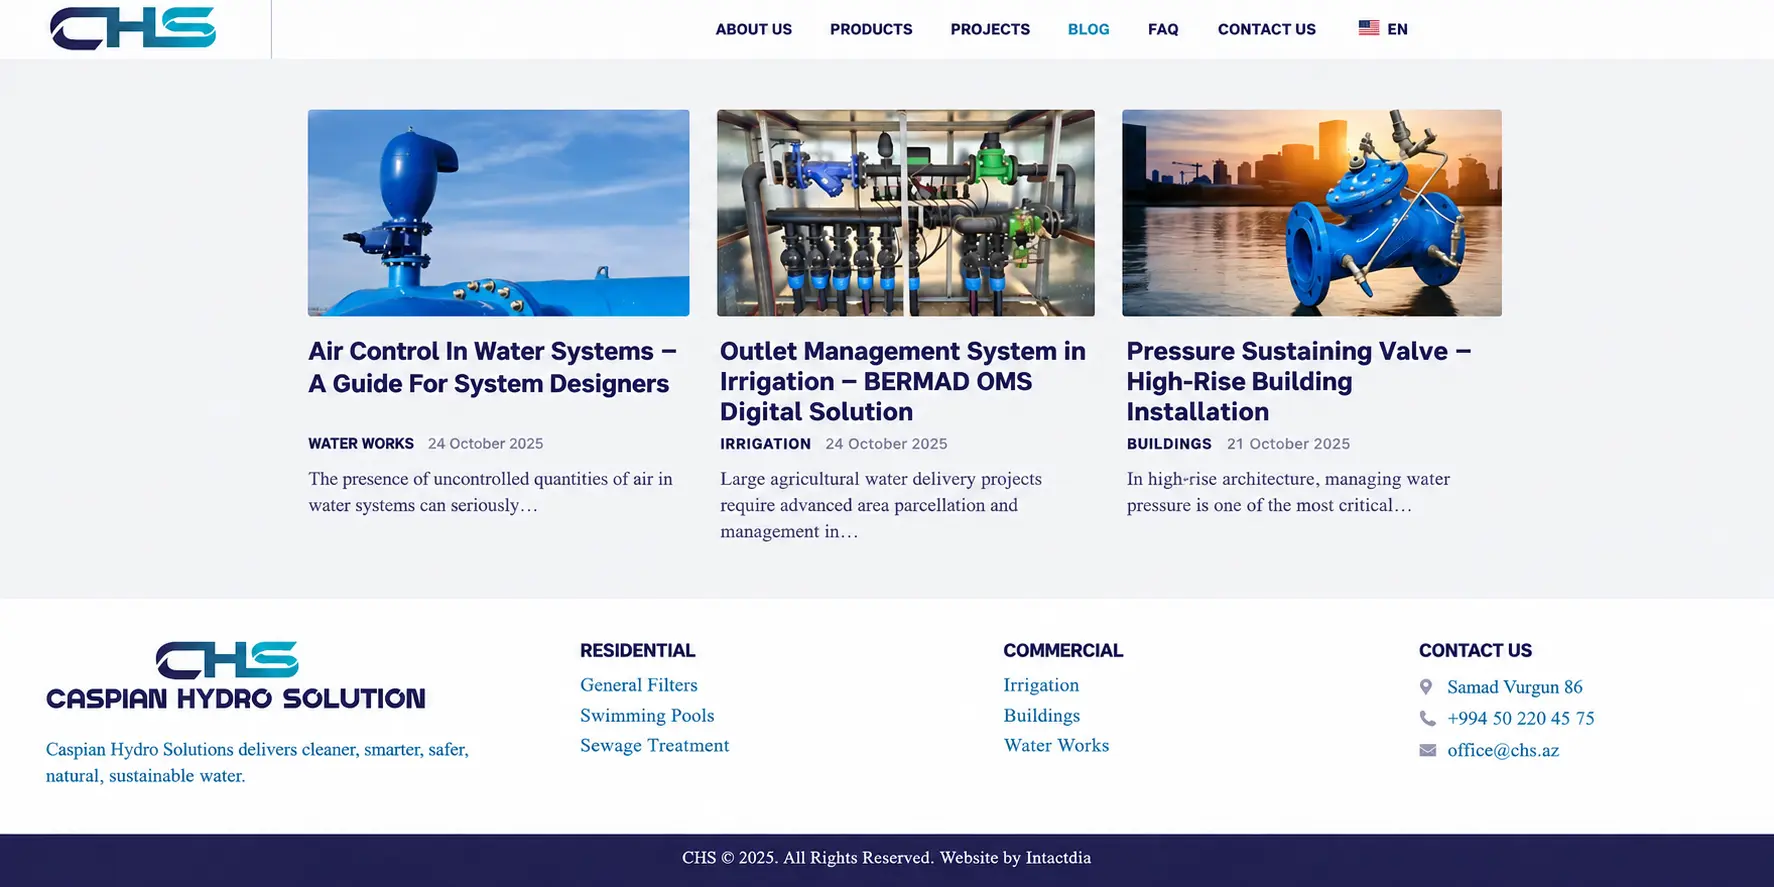 CHS
ABOUT US
PRODUCTS
PROJECTS
BLOG
FAQ
CONTACT US
EN
Air Control In Water Systems –
A Guide For System Designers
WATER WORKS 24 October 2025
The presence of uncontrolled quantities of air in
water systems can seriously…
Outlet Management System in
Irrigation – BERMAD OMS
Digital Solution
IRRIGATION 24 October 2025
Large agricultural water delivery projects
require advanced area parcellation and
management in…
Pressure Sustaining Valve –
High-Rise Building
Installation
BUILDINGS 21 October 2025
In high-rise architecture, managing water
pressure is one of the most critical…
CHS
CASPIAN HYDRO SOLUTION
Caspian Hydro Solutions delivers cleaner, smarter, safer,
natural, sustainable water.
RESIDENTIAL
General Filters
Swimming Pools
Sewage Treatment
COMMERCIAL
Irrigation
Buildings
Water Works
CONTACT US
Samad Vurgun 86
+994 50 220 45 75
office@chs.az
CHS © 2025. All Rights Reserved. Website by Intactdia